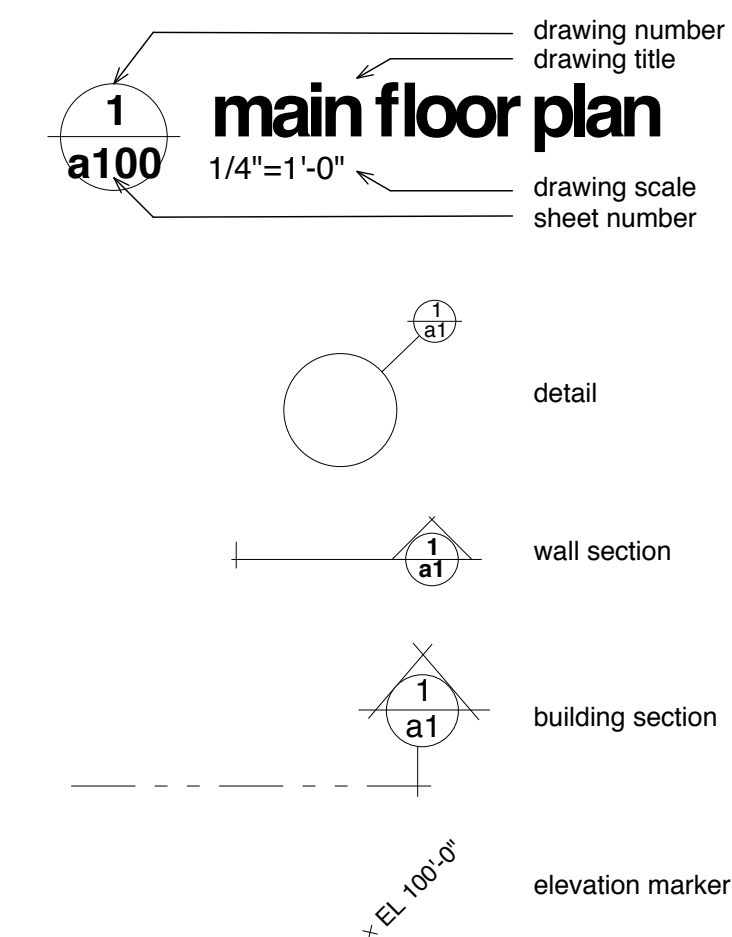 drawing number
drawing title
1
main floor plan
a100
1/4"=1'-0"
drawing scale
sheet number
1
a1
detail
1
a1
wall section
1
a1
building section
EL 100'-0"
elevation marker